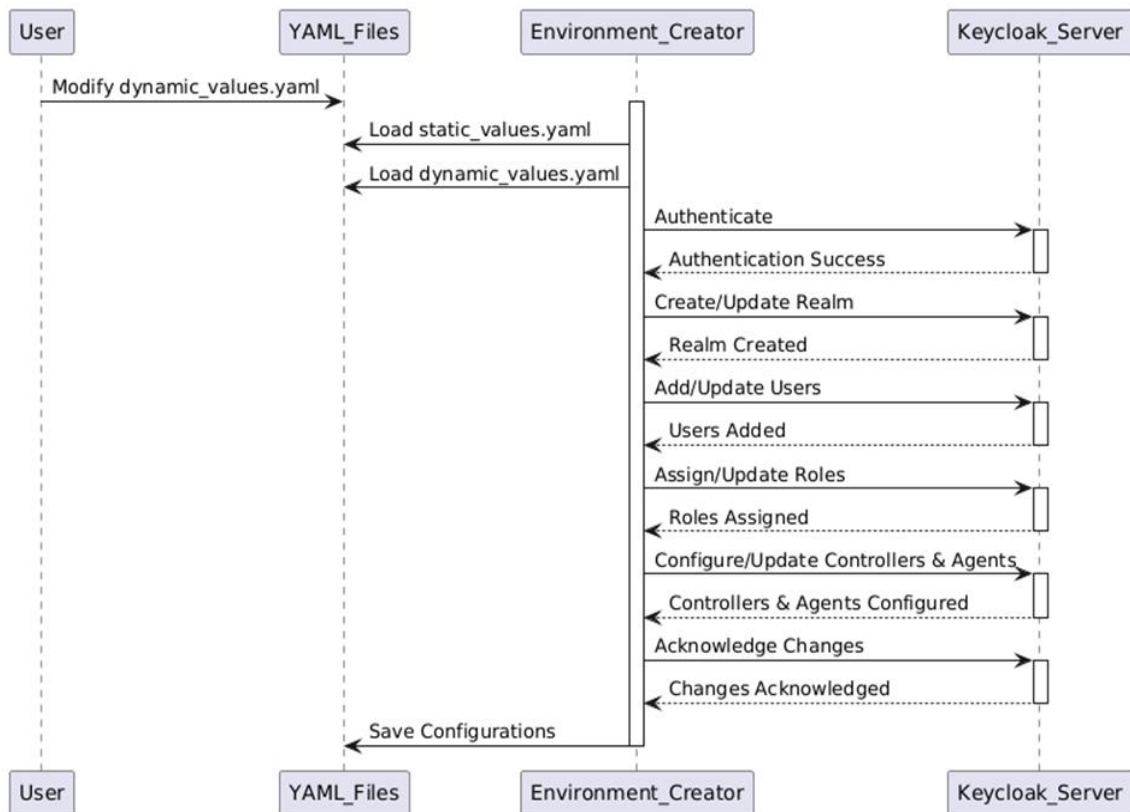 User YAML_Files Environment_Creator Keycloak_Server
Modify dynamic_values.yaml
Load static_values.yaml
Load dynamic_values.yaml
Authenticate
Authentication Success
Create/Update Realm
Realm Created
Add/Update Users
Users Added
Assign/Update Roles
Roles Assigned
Configure/Update Controllers & Agents
Controllers & Agents Configured
Acknowledge Changes
Changes Acknowledged
Save Configurations
User YAML_Files Environment_Creator Keycloak_Server